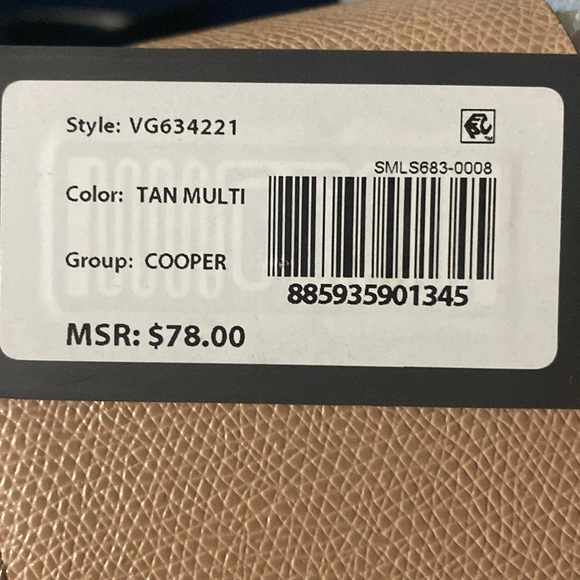 Style: VG634221
SMLS683-0008
Color: TAN MULTI
Group: COOPER
885935901345
MSR: $78.00